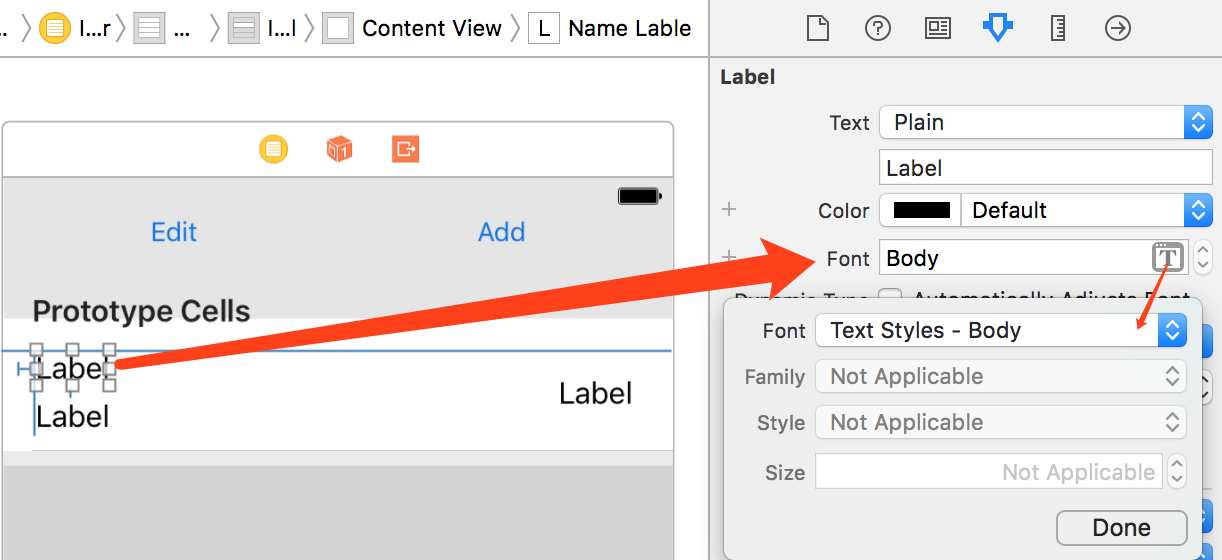 .. I...r ... I...l Content View L Name Lable
Label
Text Plain
Label
Color Default
Font Body T
Dynamic Type Automatically Adjusts Font
Edit Add
Prototype Cells
Label
Label
Label
Font Text Styles - Body
Family Not Applicable
Style Not Applicable
Size Not Applicable
Done